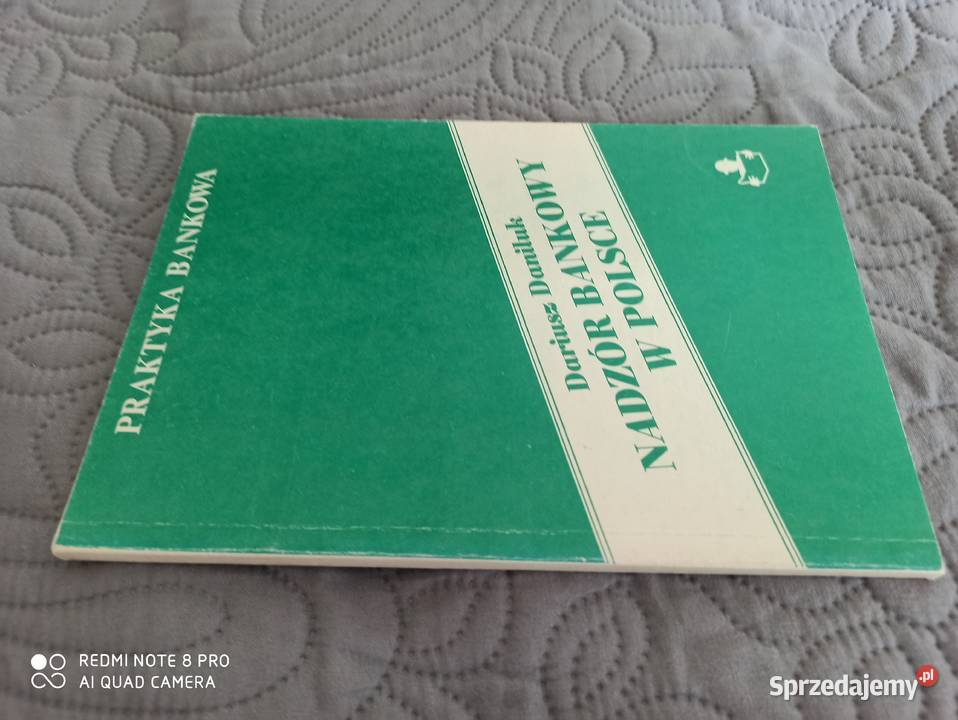 PRAKTYKA BANKOWA
Dariusz Daniluk
NADZÓR BANKOWY
W POLSCE
REDMI NOTE 8 PRO
AI QUAD CAMERA
Sprzedajemy.pl